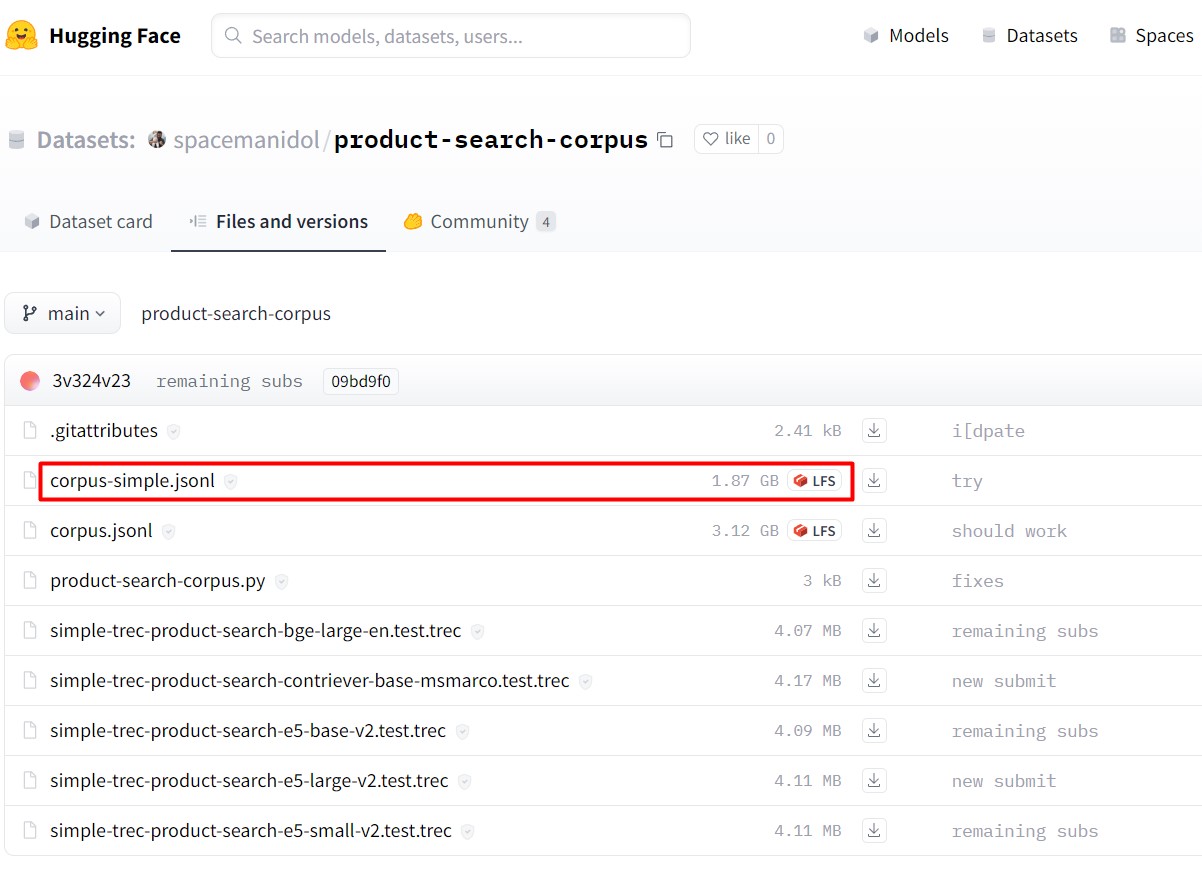 Hugging Face Search models, datasets, users... Models Datasets Spaces
Datasets: spacemanidol/product-search-corpus like 0
Dataset card Files and versions Community 4
main product-search-corpus
3v324v23 remaining subs 09bd9f0
.gitattributes 2.41 kB i[dpate
corpus-simple.jsonl 1.87 GB LFS try
corpus.jsonl 3.12 GB LFS should work
product-search-corpus.py 3 kB fixes
simple-trec-product-search-bge-large-en.test.trec 4.07 MB remaining subs
simple-trec-product-search-contriever-base-msmarco.test.trec 4.17 MB new submit
simple-trec-product-search-e5-base-v2.test.trec 4.09 MB remaining subs
simple-trec-product-search-e5-large-v2.test.trec 4.11 MB new submit
simple-trec-product-search-e5-small-v2.test.trec 4.11 MB remaining subs